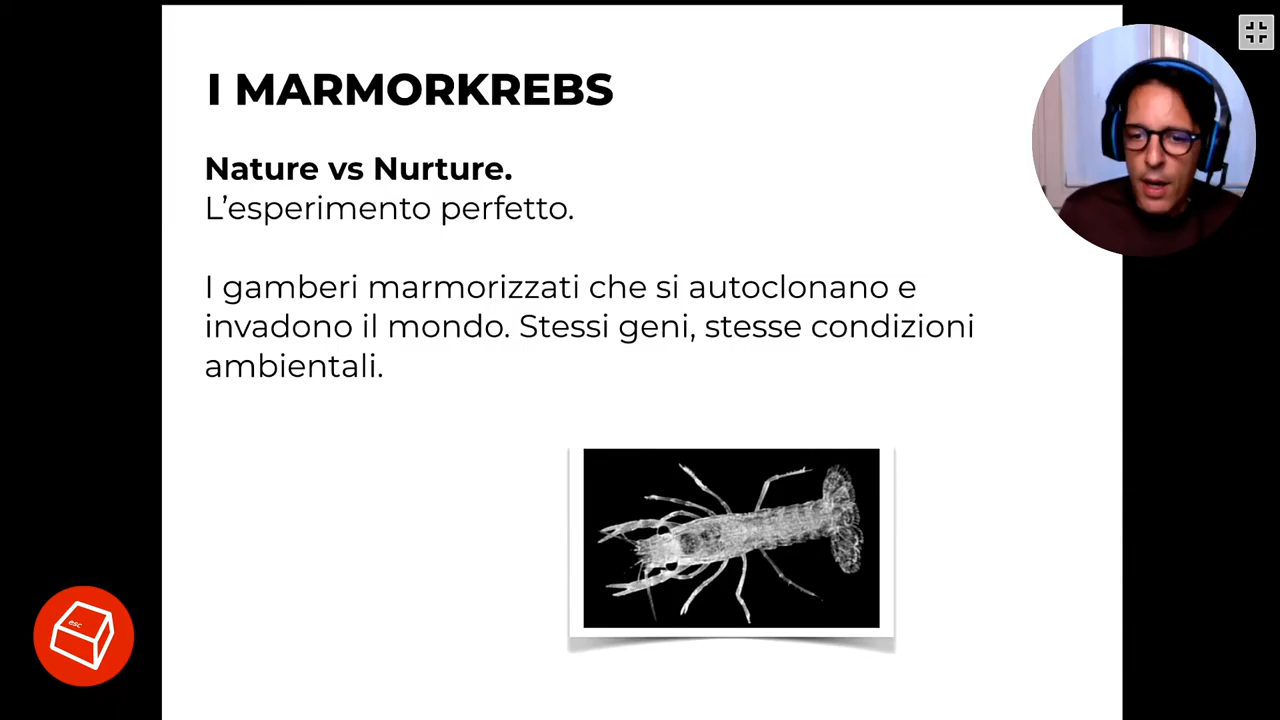 I MARMORKREBS
Nature vs Nurture.
L’esperimento perfetto.
I gamberi marmorizzati che si autoclonano e
invadono il mondo. Stessi geni, stesse condizioni
ambientali.
esc